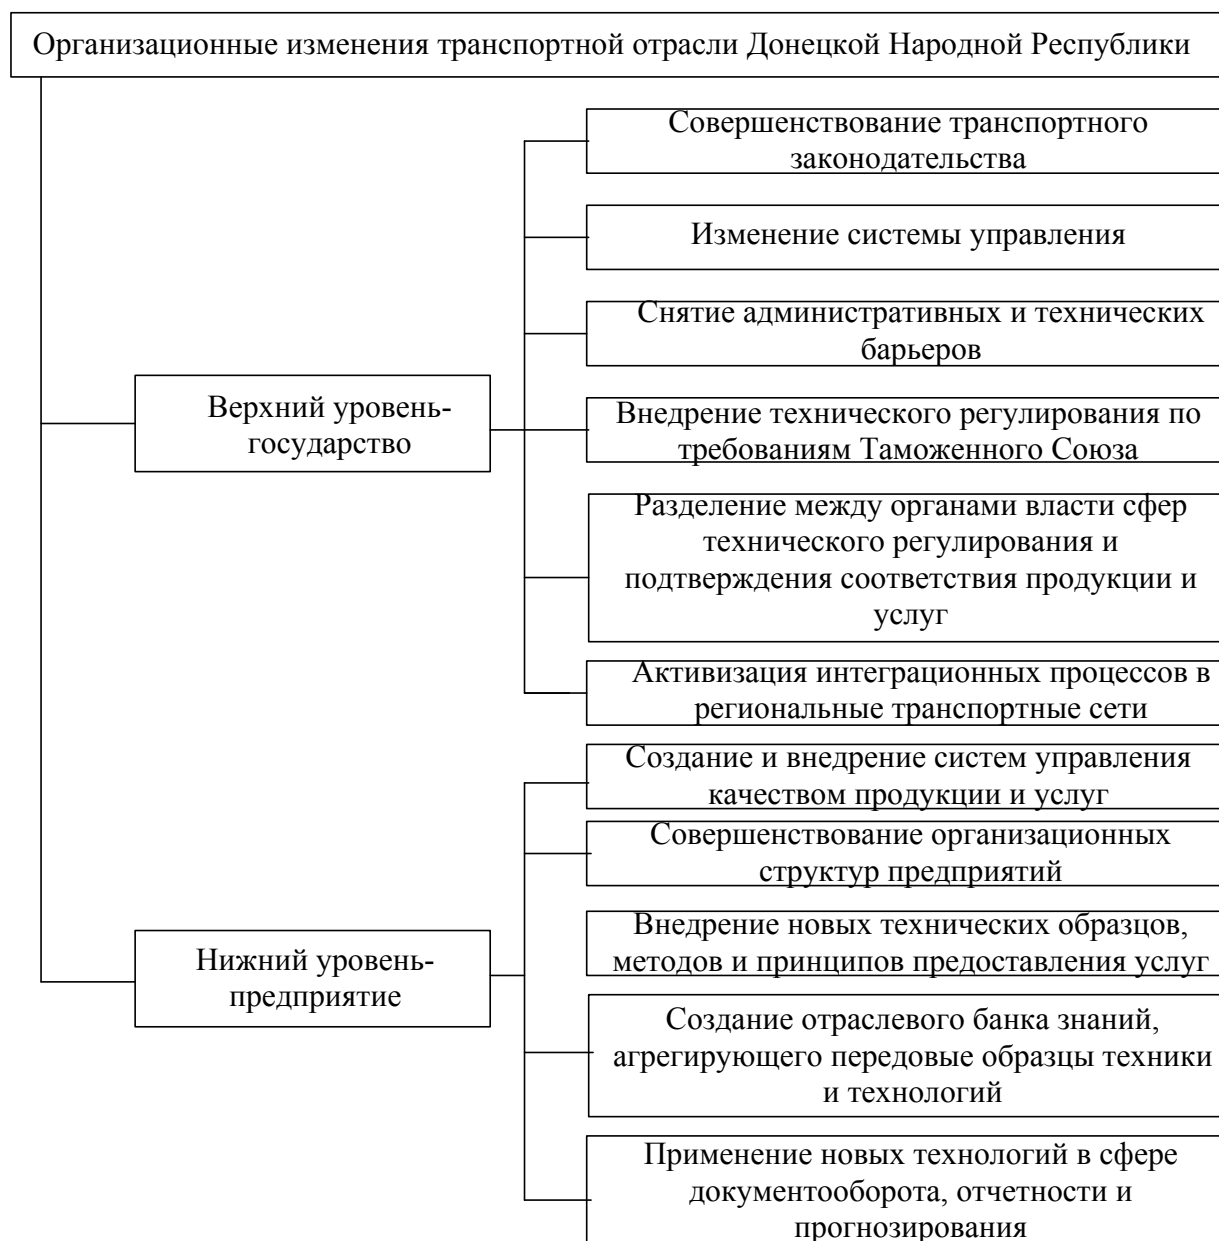 Организационные изменения транспортной отрасли Донецкой Народной Республики
Верхний уровень-
государство
Совершенствование транспортного
законодательства
Изменение системы управления
Снятие административных и технических
барьеров
Внедрение технического регулирования по
требованиям Таможенного Союза
Разделение между органами власти сфер
технического регулирования и
подтверждения соответствия продукции и
услуг
Активизация интеграционных процессов в
региональные транспортные сети
Нижний уровень-
предприятие
Создание и внедрение систем управления
качеством продукции и услуг
Совершенствование организационных
структур предприятий
Внедрение новых технических образцов,
методов и принципов предоставления услуг
Создание отраслевого банка знаний,
агрегирующего передовые образцы техники
и технологий
Применение новых технологий в сфере
документооборота, отчетности и
прогнозирования